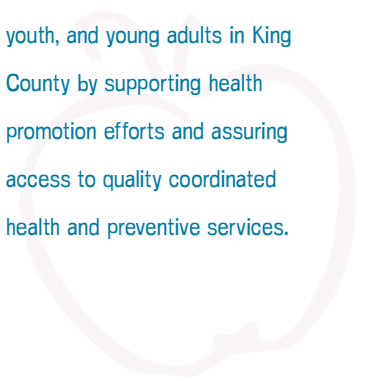 youth, and young adults in King
County by supporting health
promotion efforts and assuring
access to quality coordinated
health and preventive services.